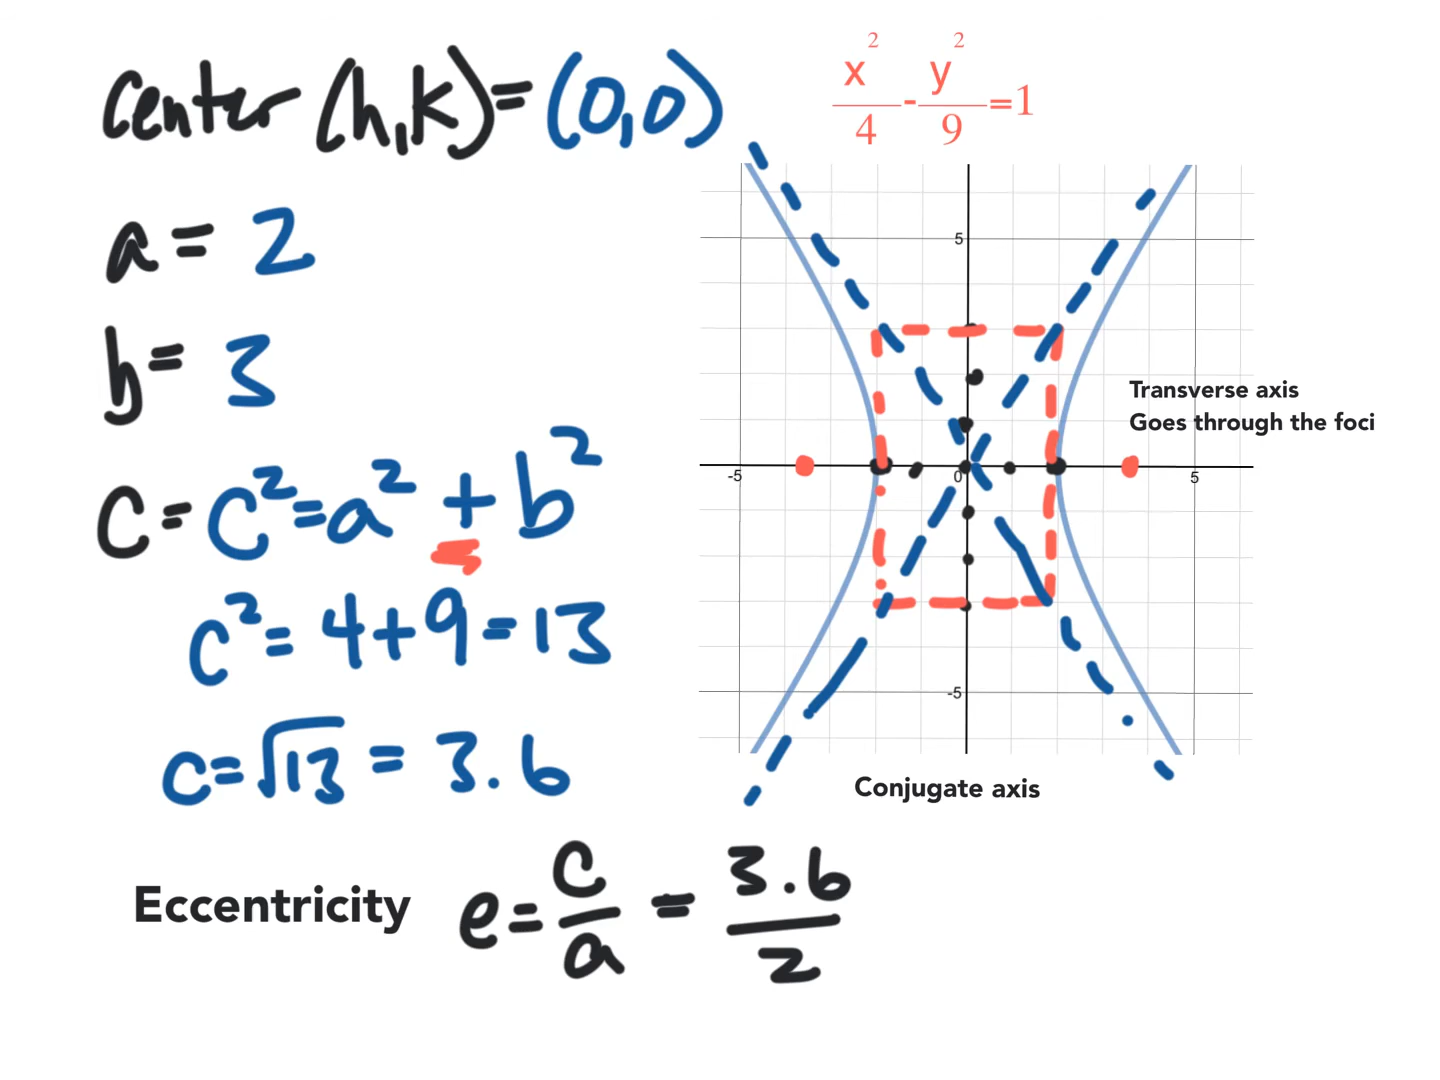 center (h,k)=(0,0)
x²/4 - y²/9 = 1
a = 2
b = 3
c = c² = a² + b²
c² = 4+9=13
c=√13 = 3.6
5
-5
0
5
-5
Transverse axis
Goes through the foci
Conjugate axis
Eccentricity e = c/a = 3.6/2